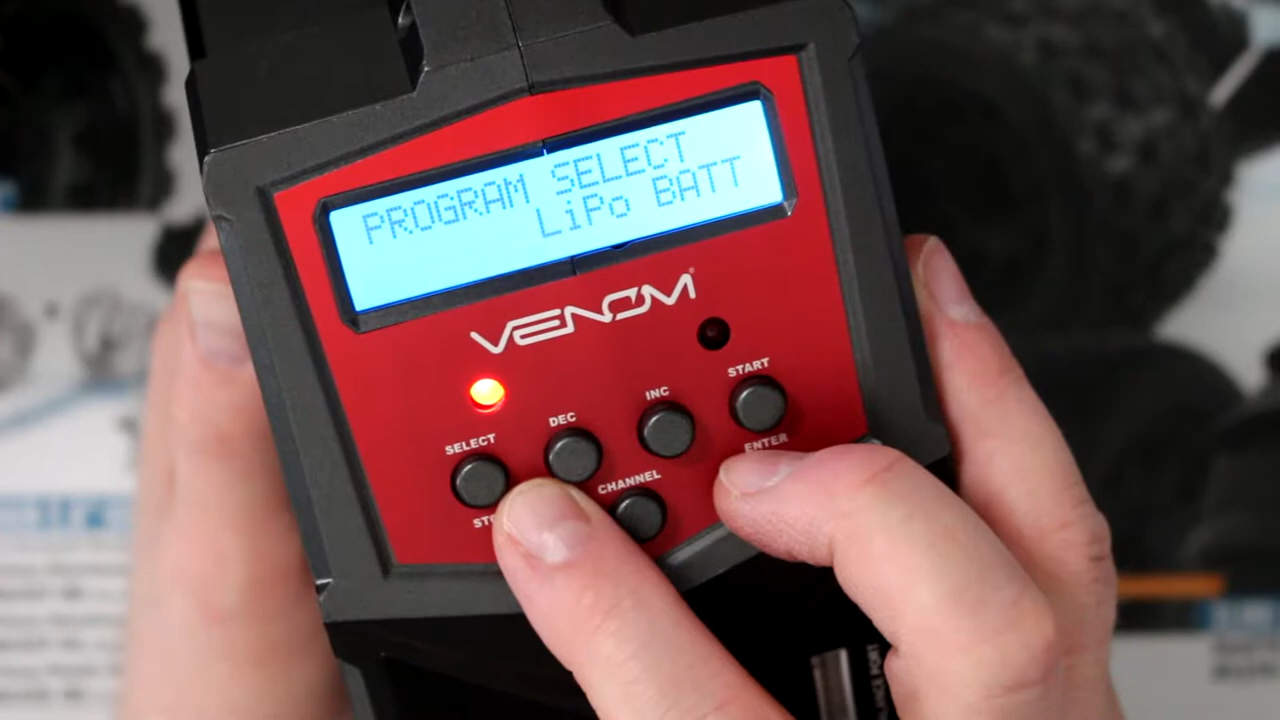 PROGRAM SELECT
LiPo BATT
VENOM
START
INC
DEC
SELECT
ENTER
CHANNEL